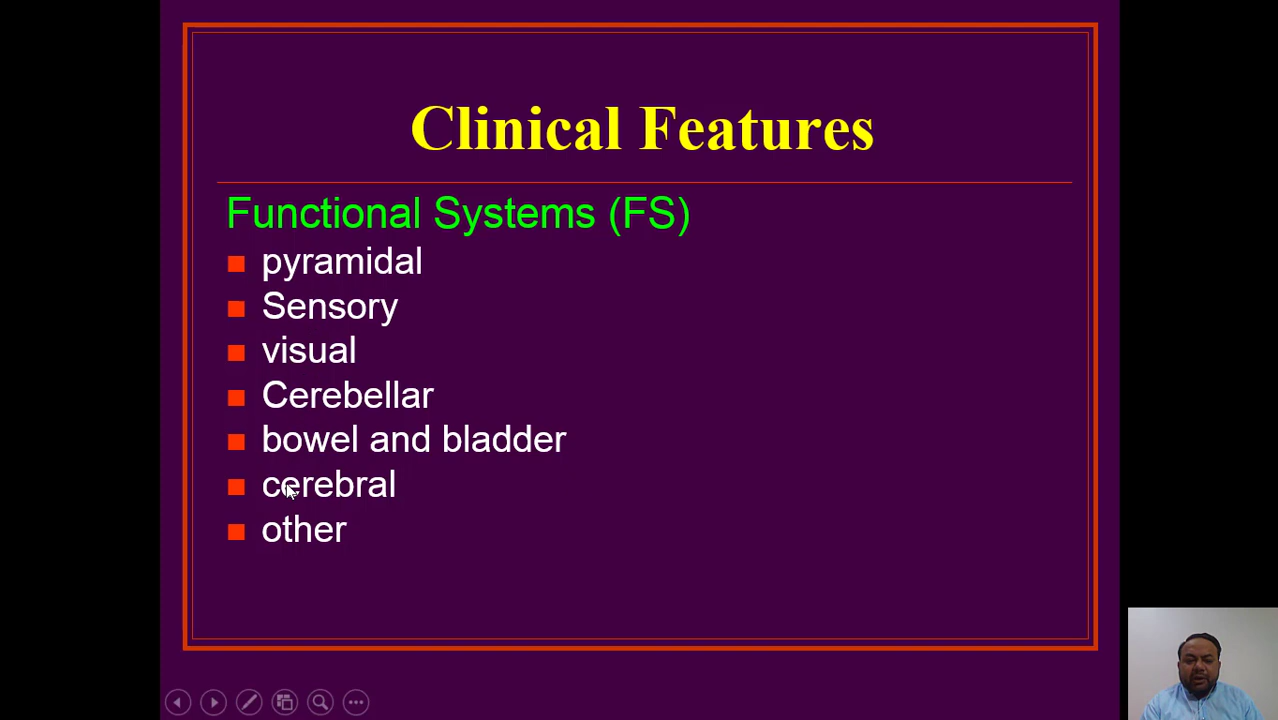 Clinical Features
Functional Systems (FS)
pyramidal
Sensory
visual
Cerebellar
bowel and bladder
cerebral
other